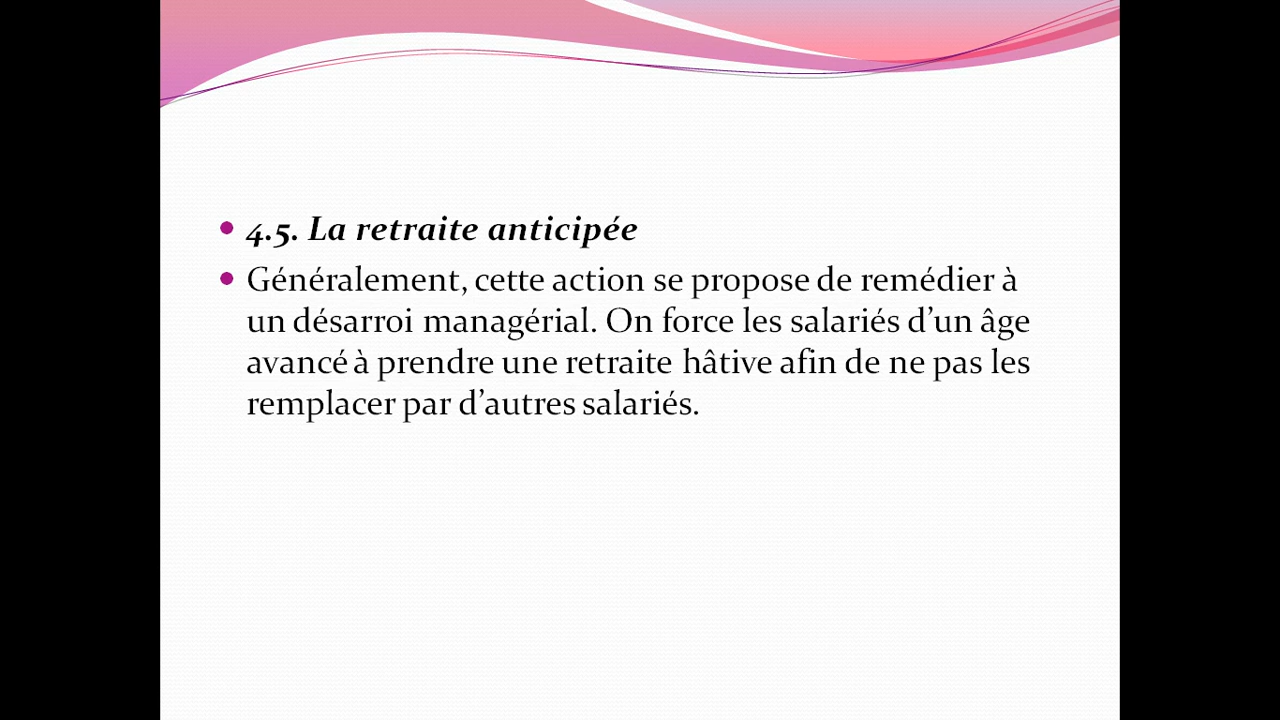 4.5. La retraite anticipée
Généralement, cette action se propose de remédier à
un désarroi managérial. On force les salariés d’un âge
avancé à prendre une retraite hâtive afin de ne pas les
remplacer par d’autres salariés.